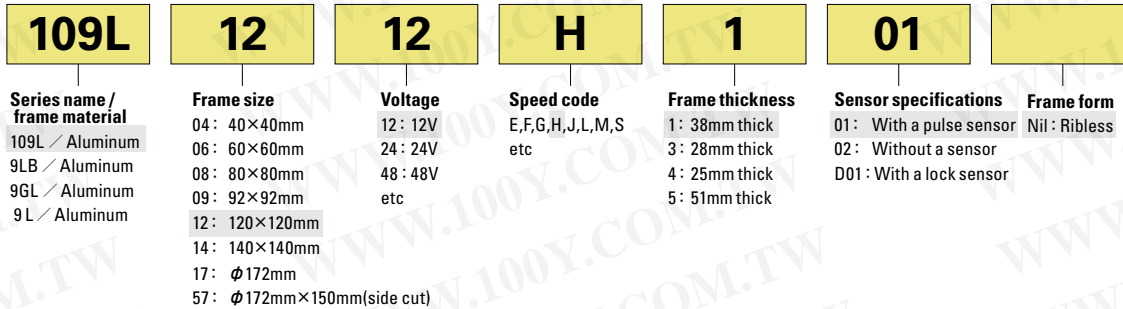 109L 12 12 H 1 01
Series name /
frame material
109L / Aluminum
9LB / Aluminum
9GL / Aluminum
9L / Aluminum
Frame size
04 : 40×40mm
06 : 60×60mm
08 : 80×80mm
09 : 92×92mm
12 : 120×120mm
14 : 140×140mm
17 : ϕ172mm
57 : ϕ172mm×150mm(side cut)
Voltage
12 : 12V
24 : 24V
48 : 48V
etc
Speed code
E,F,G,H,J,L,M,S
etc
Frame thickness
1 : 38mm thick
3 : 28mm thick
4 : 25mm thick
5 : 51mm thick
Sensor specifications
01 : With a pulse sensor
02 : Without a sensor
D01 : With a lock sensor
Frame form
Nil : Ribless
WWW.100Y.COM.TW